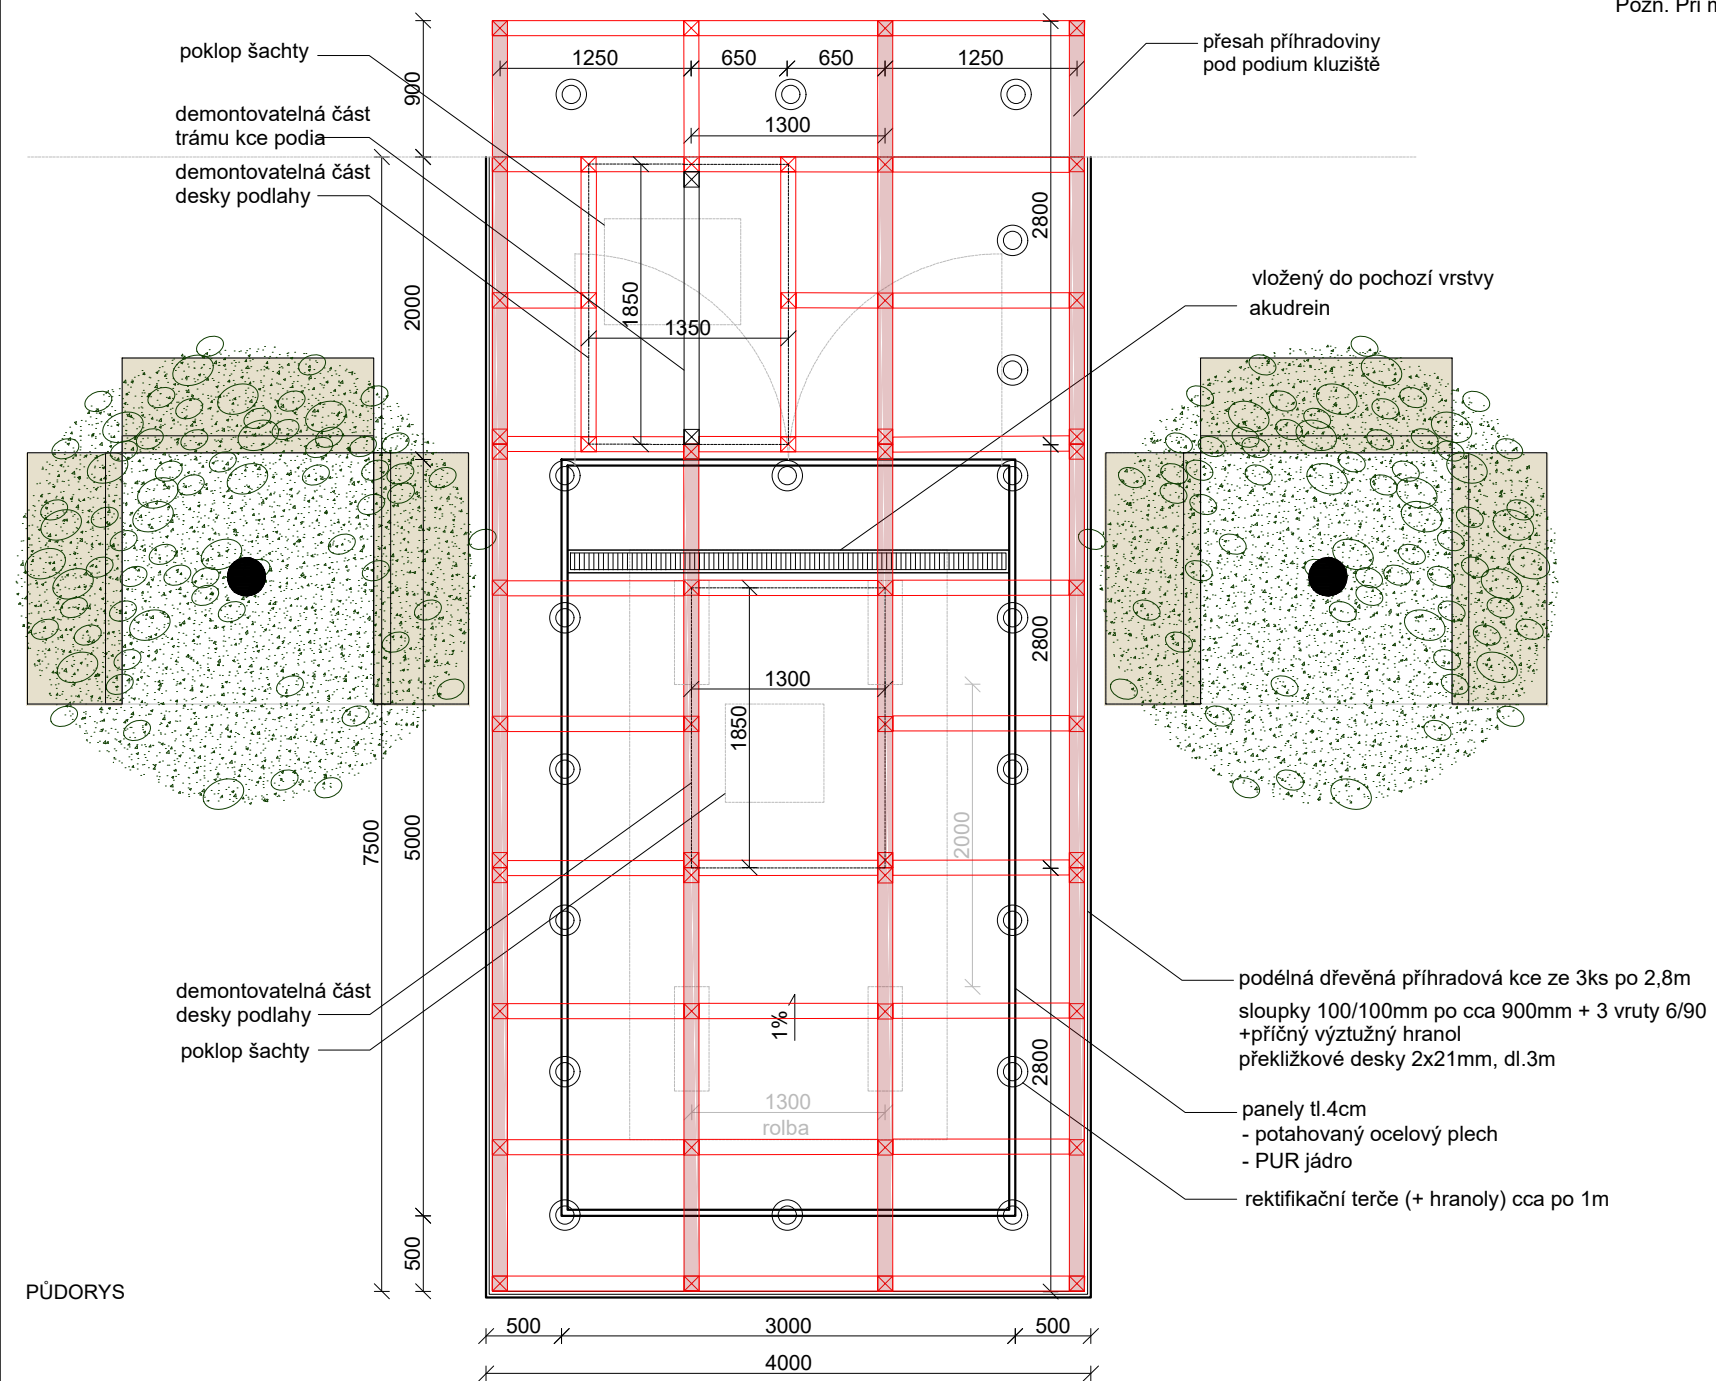 Pozn. Při m
poklop šachty
demontovatelná část
trámu kce podia
demontovatelná část
desky podlahy
přesah příhradoviny
pod podium kluziště
1250
650
650
1250
900
1300
2800
vložený do pochozí vrstvy
akudrein
2000
1850
1350
2800
1300
1850
2000
7500
5000
demontovatelná část
desky podlahy
poklop šachty
1%
2800
1300
rolba
podélná dřevěná příhradová kce ze 3ks po 2,8m
sloupky 100/100mm po cca 900mm + 3 vruty 6/90
+příčný výztužný hranol
překližkové desky 2x21mm, dl.3m
panely tl.4cm
- potahovaný ocelový plech
- PUR jádro
rektifikační terče (+ hranoly) cca po 1m
500
PŮDORYS
500
3000
500
4000